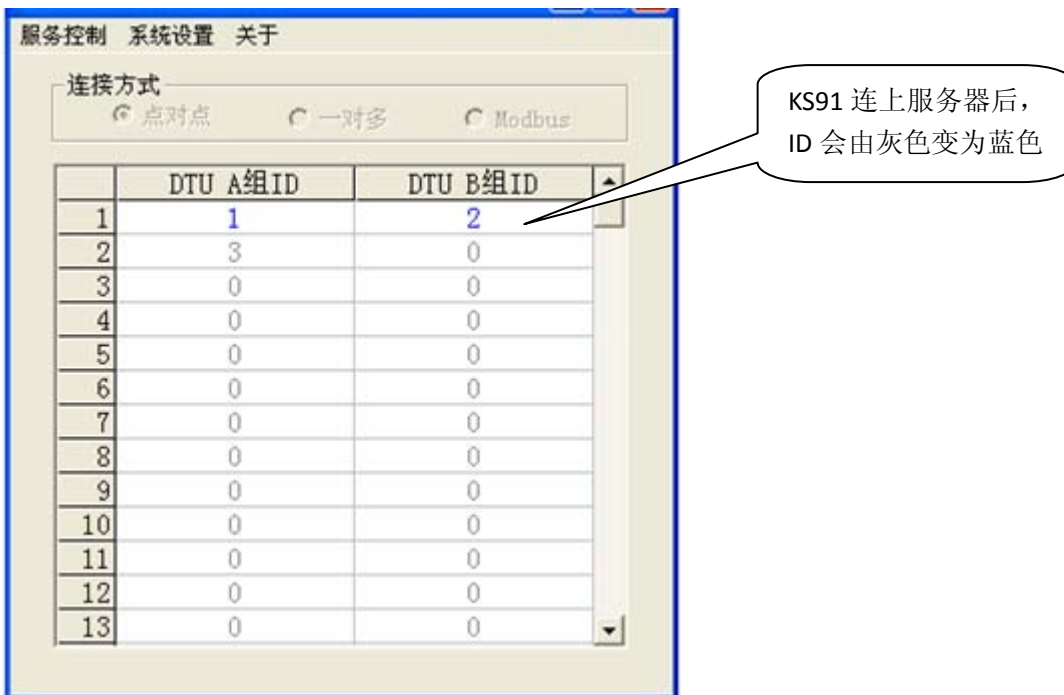 服务控制 系统设置 关于
连接方式
点对点 一对多 Modbus
KS91 连上服务器后，
ID 会由灰色变为蓝色
DTU A组ID DTU B组ID
1 1 2
2 3 0
3 0 0
4 0 0
5 0 0
6 0 0
7 0 0
8 0 0
9 0 0
10 0 0
11 0 0
12 0 0
13 0 0